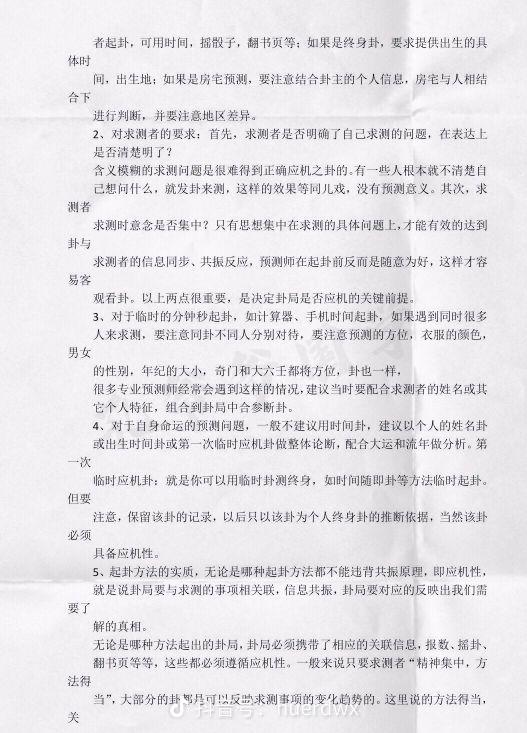 者起卦，可用时间，摇骰子，翻书页等；如果是终身卦，要求提供出生的具
体时
间，出生地；如果是房宅预测，要注意结合卦主的个人信息，房宅与人相结
合下
进行判断，并要注意地区差异。
2、对求测者的要求：首先，求测者是否明确了自己求测的问题，在表达上
是否清楚明了？
含义模糊的求测问题是很难得到正确应机之卦的。有一些人根本就不清楚自
己想问什么，就发卦来测，这样的效果等同儿戏，没有预测意义。其次，求
测者
求测时意念是否集中？只有思想集中在求测的具体问题上，才能有效的达到
卦与
求测者的信息同步、共振反应，预测师在起卦前反而是随意为好，这样才容
易客
观看卦。以上两点很重要，是决定卦局是否应机的关键前提。
3、对于临时的分钟秒起卦，如计算器、手机时间起卦，如果遇到同时很多
人来求测，要注意同卦不同人分别对待，要注意预测的方位，衣服的颜色，
男女
的性别，年纪的大小，奇门和大六壬都将方位，卦也一样，
很多专业预测师经常会遇到这样的情况，建议当时要配合求测者的姓名或其
它个人特征，组合到卦局中合参断卦。
4、对于自身命运的预测问题，一般不建议用时间卦，建议以个人的姓名卦
或出生时间卦或第一次临时应机卦做整体论断，配合大运和流年做分析。第
一次
临时应机卦；就是你可以用临时卦测终身，如时间随即卦等方法临时起卦。
但要
注意，保留该卦的记录，以后只以该卦为个人终身卦的推断依据，当然该卦
必须
具备应机性。
5、起卦方法的实质，无论是哪种起卦方法都不能违背共振原理，即应机性，
就是说卦局要与求测的事项相关联，信息共振，卦局要对应的反映出我们需
要了
解的真相。
无论是哪种方法起出的卦局，卦局必须携带了相应的关联信息，报数、摇卦、
翻书页等等，这些都必须遵循应机性。一般来说只要求测者“精神集中，方
法得
当”，大部分的卦都是可以反映求测事项的变化趋势的。这里说的方法得当，
关
抖音号：huerdwx